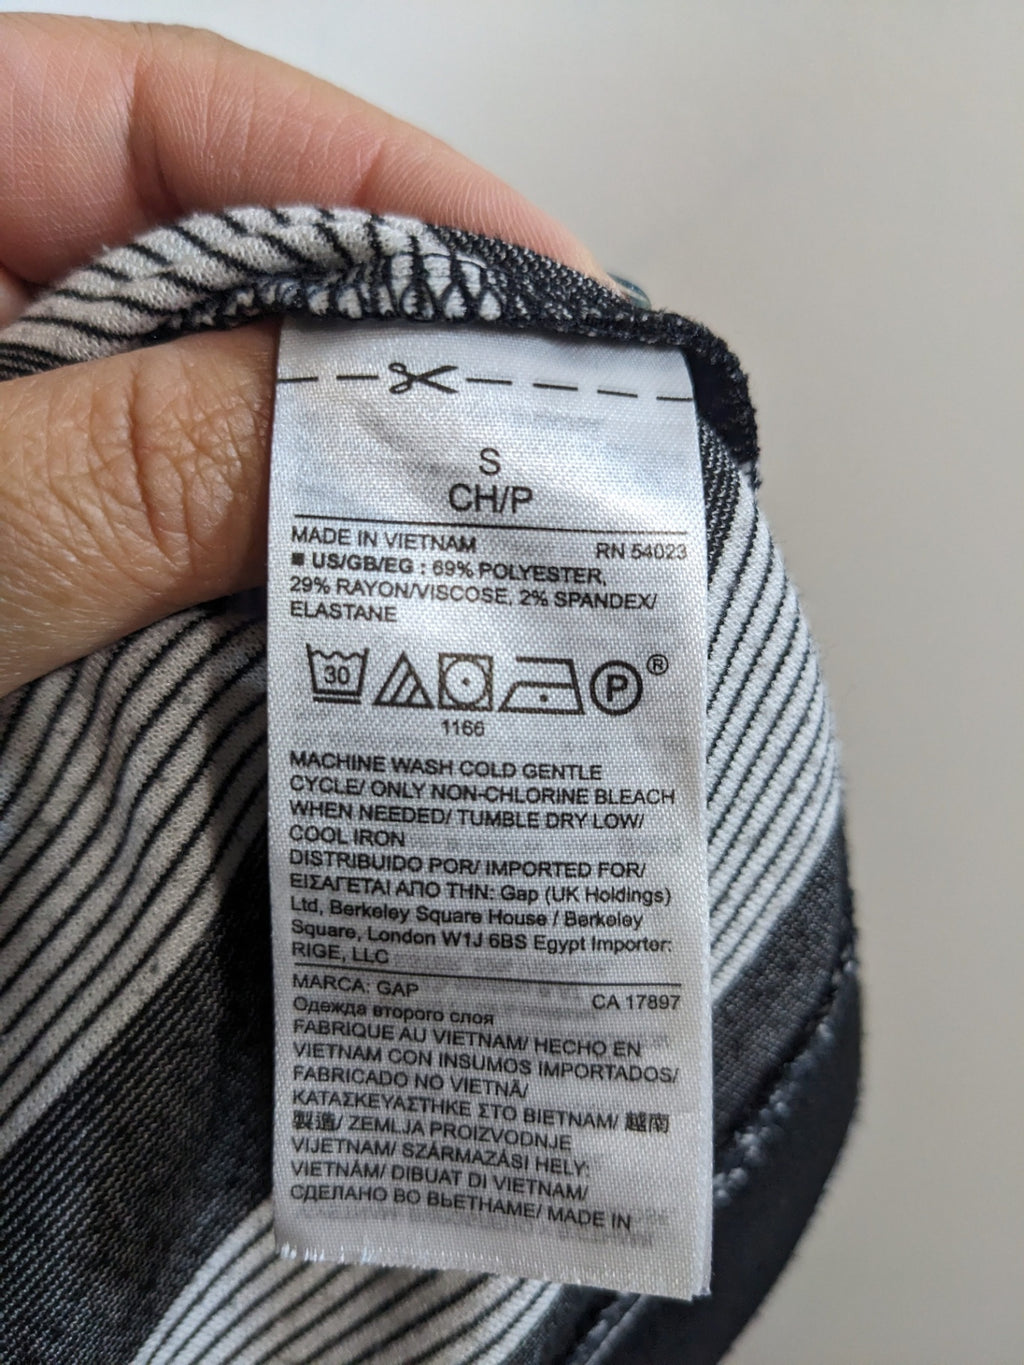 S
CH/P
MADE IN VIETNAM RN 54023
■ US/GB/EG : 69% POLYESTER,
29% RAYON/VISCOSE, 2% SPANDEX/
ELASTANE
30 P ®
1166
MACHINE WASH COLD GENTLE
CYCLE/ ONLY NON-CHLORINE BLEACH
WHEN NEEDED/ TUMBLE DRY LOW/
COOL IRON
DISTRIBUIDO POR/ IMPORTED FOR/
ΕΙΣΑΓΕΤΑΙ ΑΠΟ ΤΗΝ: Gap (UK Holdings)
Ltd, Berkeley Square House / Berkeley
Square, London W1J 6BS Egypt Importer:
RIGE, LLC
MARCA: GAP CA 17897
Одежда второго слоя
FABRIQUE AU VIETNAM/ HECHO EN
VIETNAM CON INSUMOS IMPORTADOS/
FABRICADO NO VIETNÃ/
ΚΑΤΑΣΚΕΥΑΣΤΗΚΕ ΣΤΟ ΒΙΕΤΝΑΜ/ 越南
製造/ ZEMLJA PROIZVODNJE
VIJETNAM/ SZÁRMAZÁSI HELY:
VIETNÁM/ DIBUAT DI VIETNAM/
СДЕЛАНО ВО ВЬЕТНАМЕ/ MADE IN